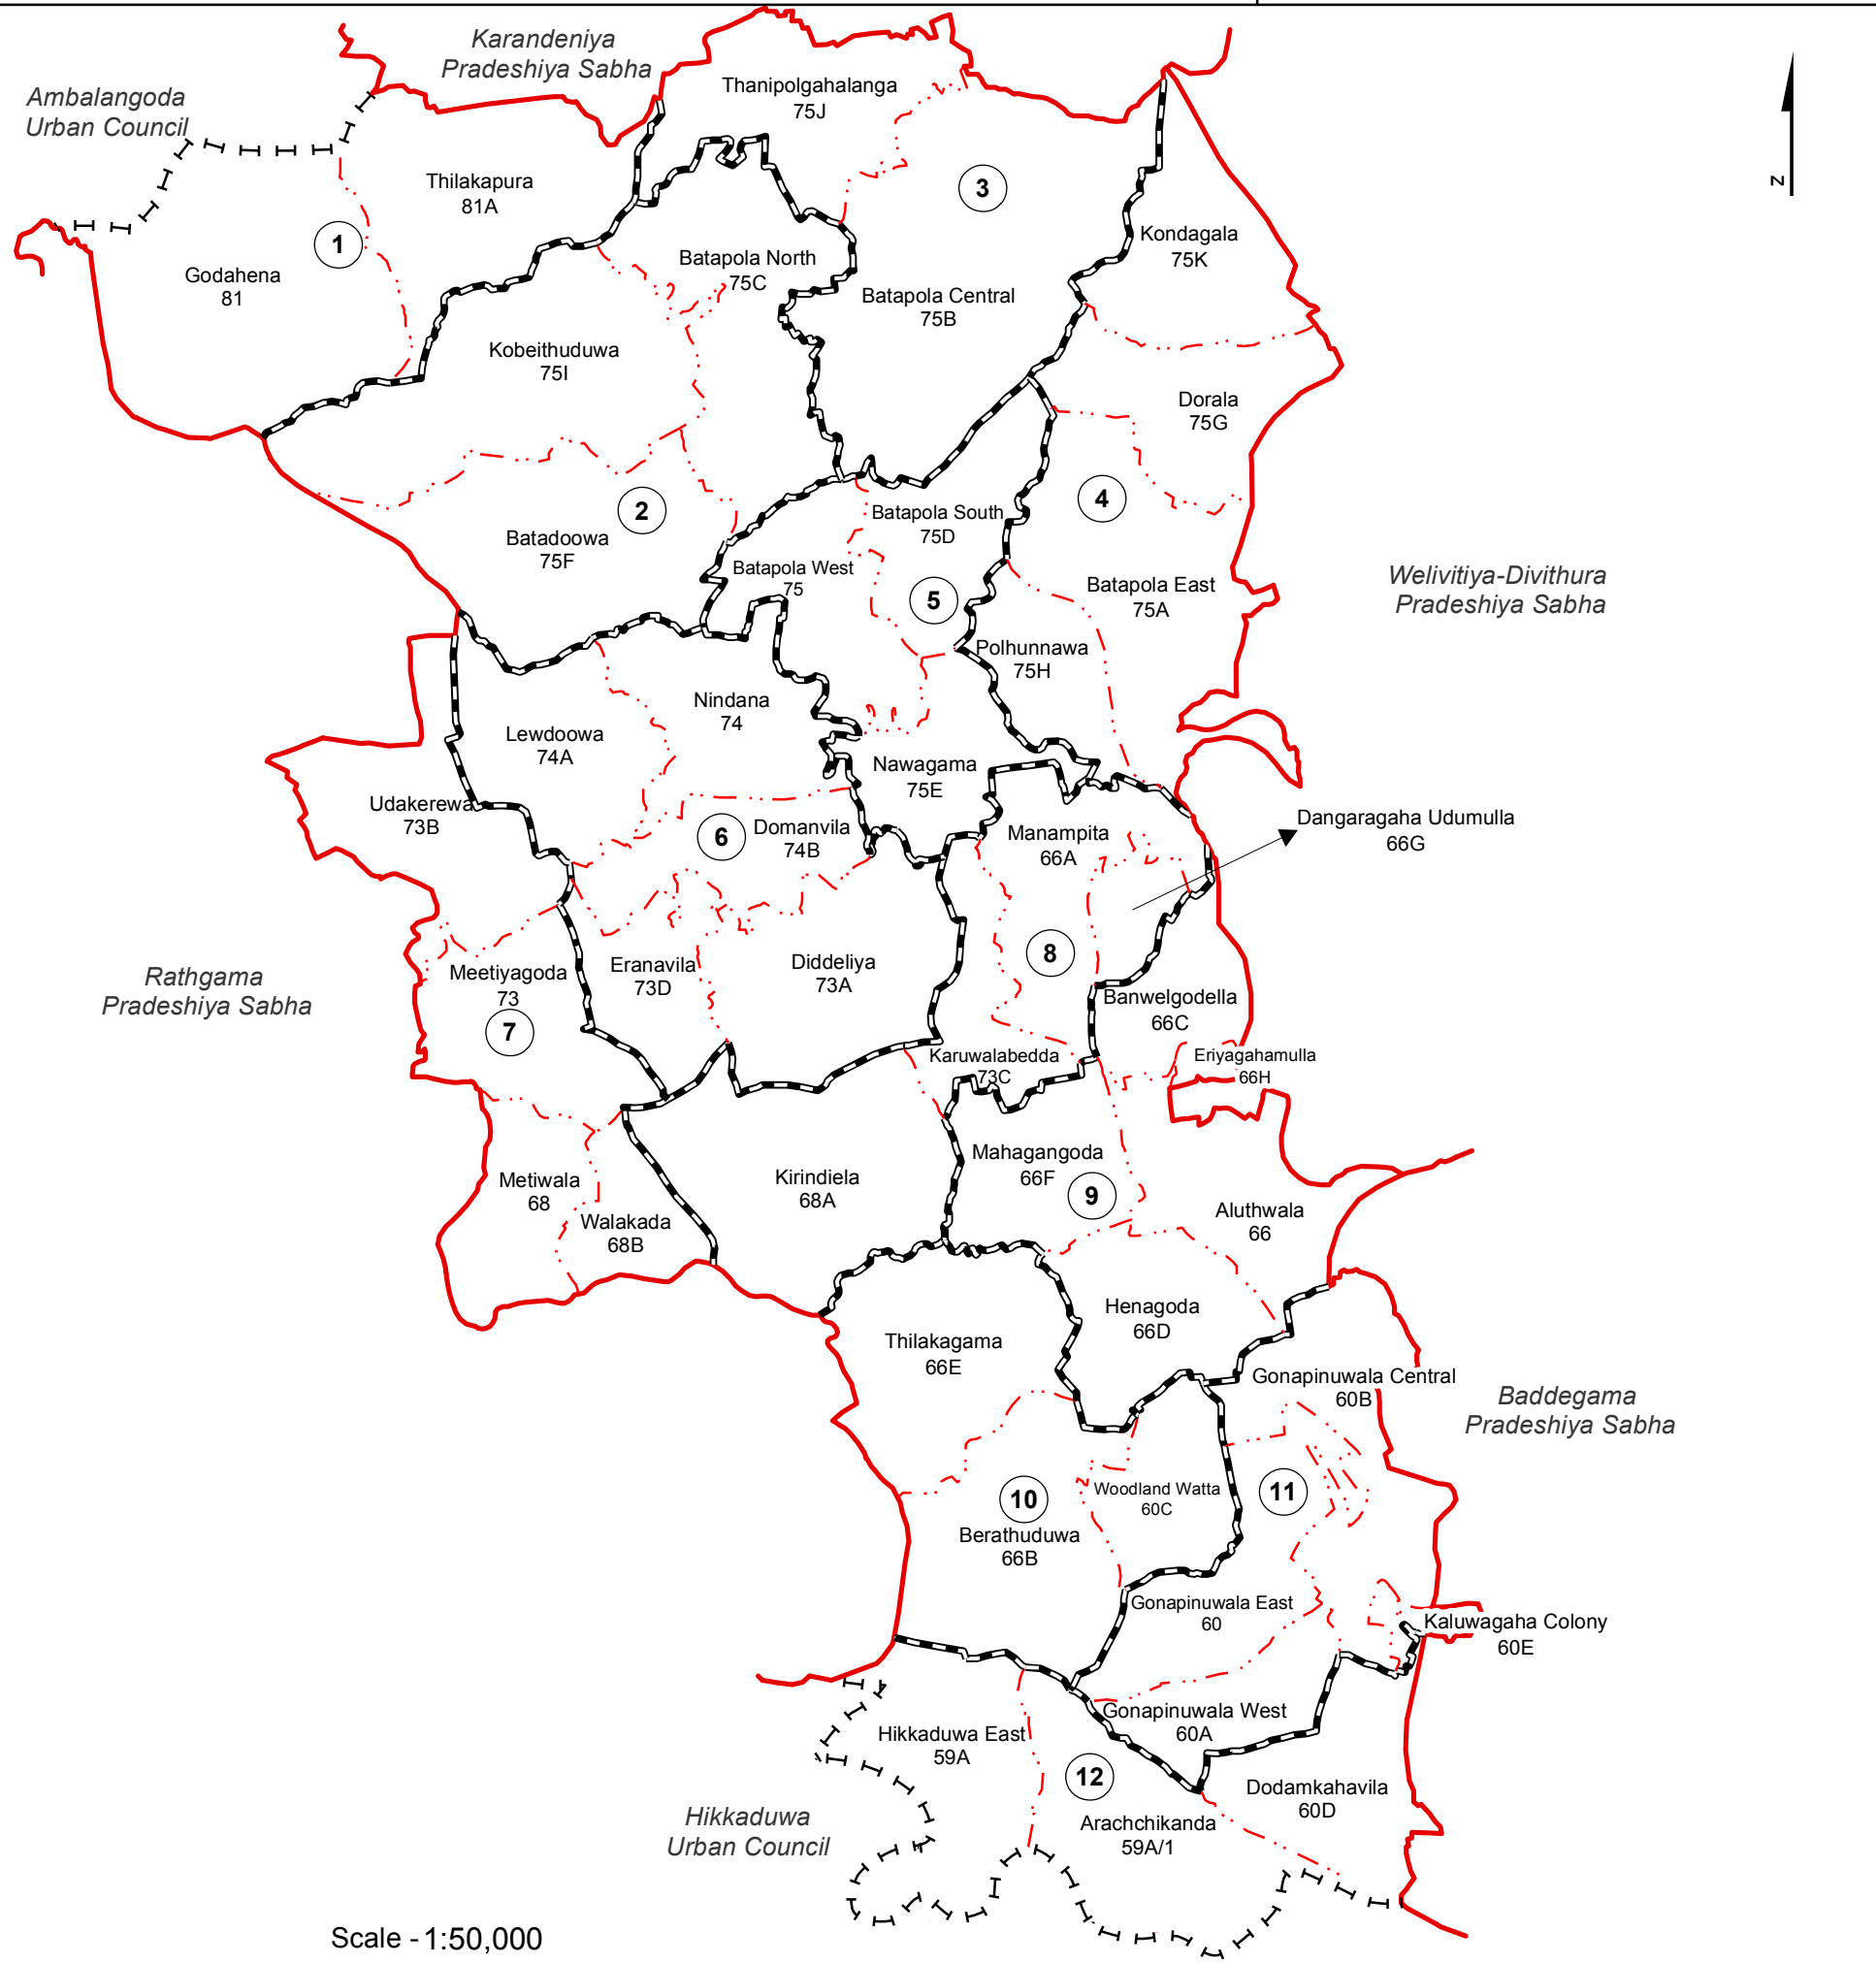 Karandeniya
Pradeshiya Sabha
Ambalangoda
Urban Council
Thanipolgahalanga
75J
Thilakapura
81A
3
1
Godahena
81
Batapola North
75C
Kondagala
75K
Batapola Central
75B
Kobeithuduwa
75I
Dorala
75G
2
4
Batadoowa
75F
Batapola South
75D
Batapola West
75
5
Batapola East
75A
Welivitiya-Divithura
Pradeshiya Sabha
Polhunnawa
75H
Nindana
74
Lewdoowa
74A
Nawagama
75E
Udakerewa
73B
6
Domanvila
74B
Manampita
66A
Dangaragaha Udumulla
66G
8
Rathgama
Pradeshiya Sabha
Meetiyagoda
73
7
Eranavila
73D
Diddeliya
73A
Banwelgodella
66C
Karuwalabedda
73C
Eriyagahamulla
66H
Mahagangoda
66F
9
Metiwala
68
Kirindiela
68A
Walakada
68B
Aluthwala
66
Henagoda
66D
Thilakagama
66E
Gonapinuwala Central
60B
Baddegama
Pradeshiya Sabha
10
Woodland Watta
60C
11
Berathuduwa
66B
Gonapinuwala East
60
Kaluwagaha Colony
60E
Gonapinuwala West
60A
Hikkaduwa East
59A
12
Dodamkahavila
60D
Arachchikanda
59A/1
Hikkaduwa
Urban Council
Scale - 1:50,000
N